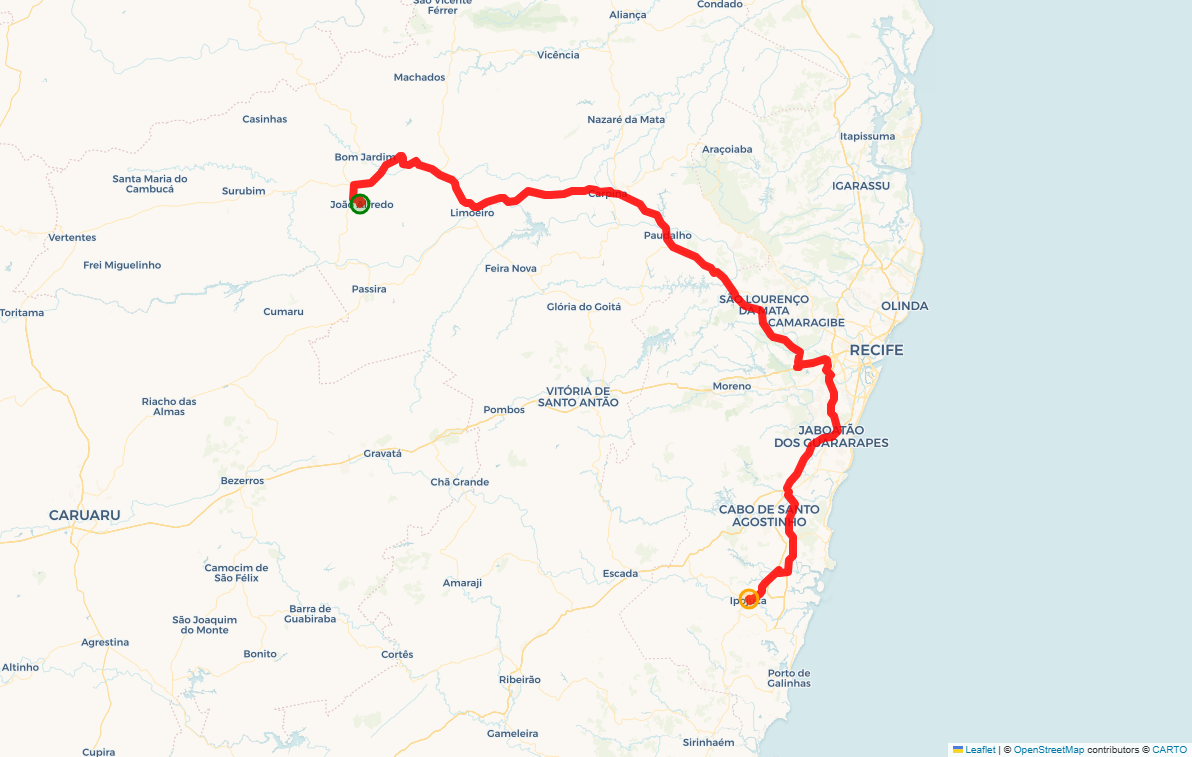 São Vicente
Férrer
Condado
Aliança
Vicência
Machados
Casinhas
Nazaré da Mata
Itapissuma
Araçoiaba
Bom Jardim
Santa Maria do
Cambucá
Surubim
IGARASSU
Carpina
João Alfredo
Limoeiro
Vertentes
Paudalho
Frei Miguelinho
Feira Nova
Passira
SÃO LOURENÇO
DA MATA
Glória do Goitá
OLINDA
Toritama
Cumaru
CAMARAGIBE
RECIFE
Moreno
VITÓRIA DE
SANTO ANTÃO
Riacho das
Almas
Pombos
JABOATÃO
DOS GUARARAPES
Gravatá
Bezerros
Chã Grande
CARUARU
CABO DE SANTO
AGOSTINHO
Camocim de
São Félix
Escada
Amaraji
Ipojuca
Barra de
Guabiraba
São Joaquim
do Monte
Agrestina
Bonito
Cortês
Altinho
Ribeirão
Porto de
Galinhas
Gameleira
Sirinhaém
Cupira
Leaflet | © OpenStreetMap contributors © CARTO